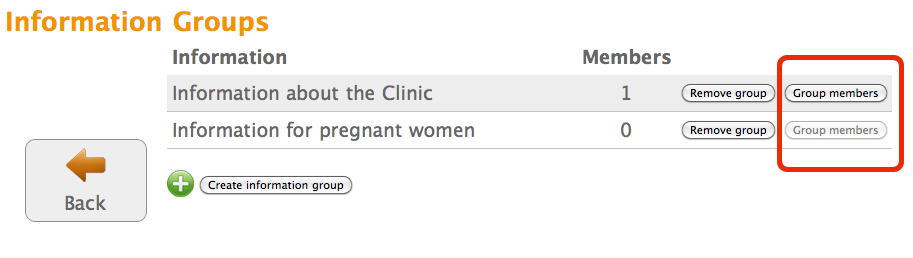 Information Groups
Information Members
Information about the Clinic 1 Remove group Group members
Information for pregnant women 0 Remove group Group members
Create information group
Back